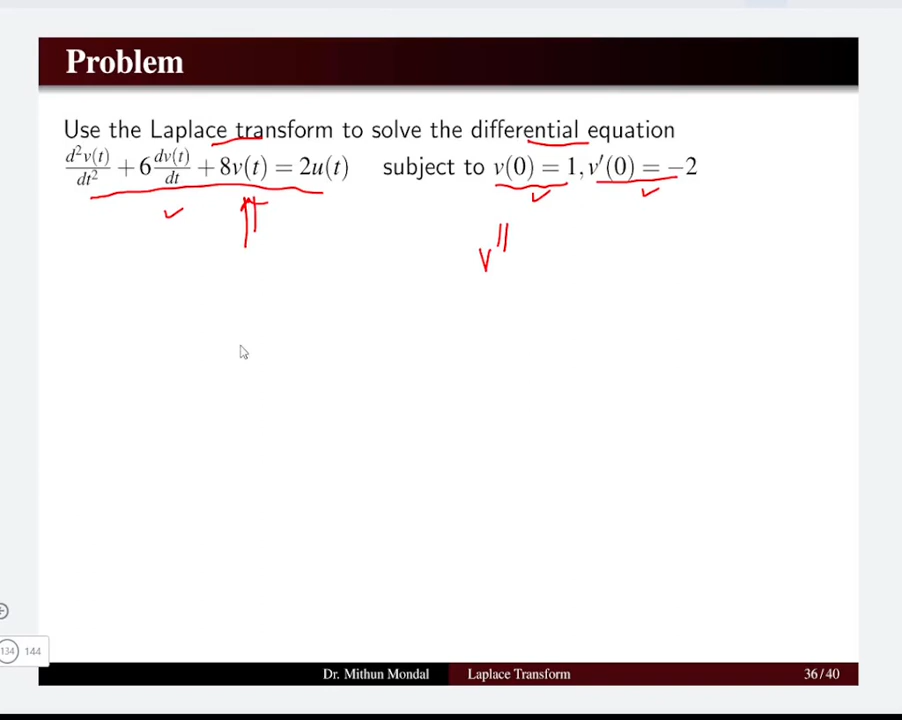 Problem
Use the Laplace transform to solve the differential equation
d²v(t)/dt² + 6 dv(t)/dt + 8v(t) = 2u(t) subject to v(0) = 1, v′(0) = −2
v″
134 144
Dr. Mithun Mondal Laplace Transform 36/40